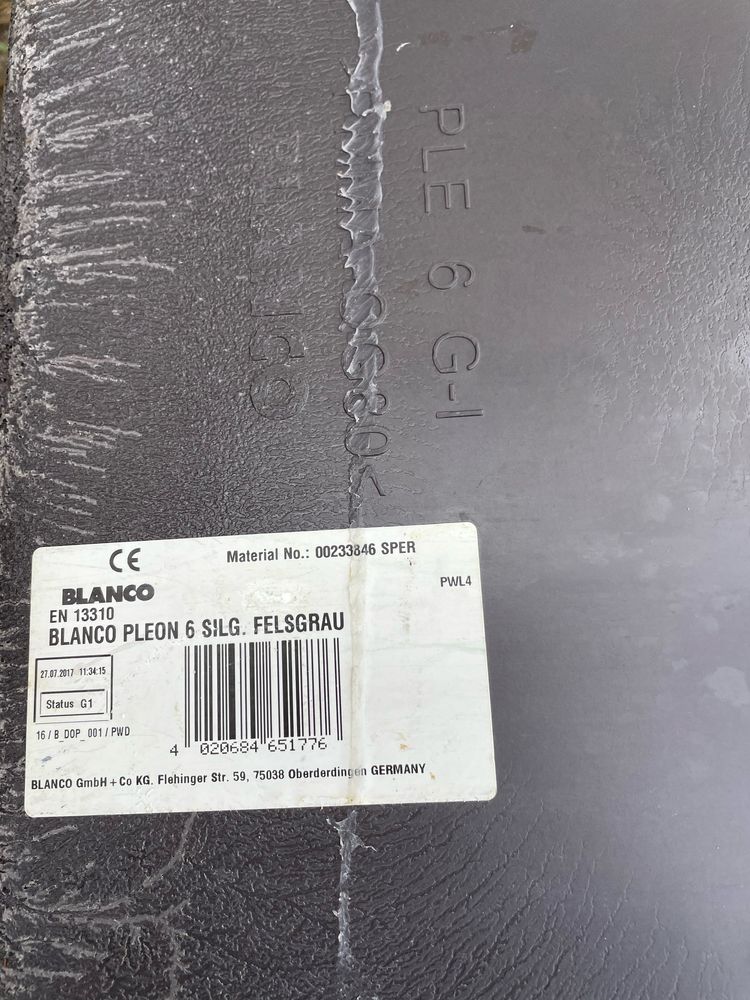 PLE 6 G-I
BLANCO
CE
Material No.: 00233846 SPER
PWL4
BLANCO
EN 13310
BLANCO PLEON 6 SILG. FELSGRAU
27.07.2017 11:34:15
Status G1
16 / B_DOP_001 / PWD
4 020684 651776
BLANCO GmbH + Co KG. Flehinger Str. 59, 75038 Oberderdingen GERMANY